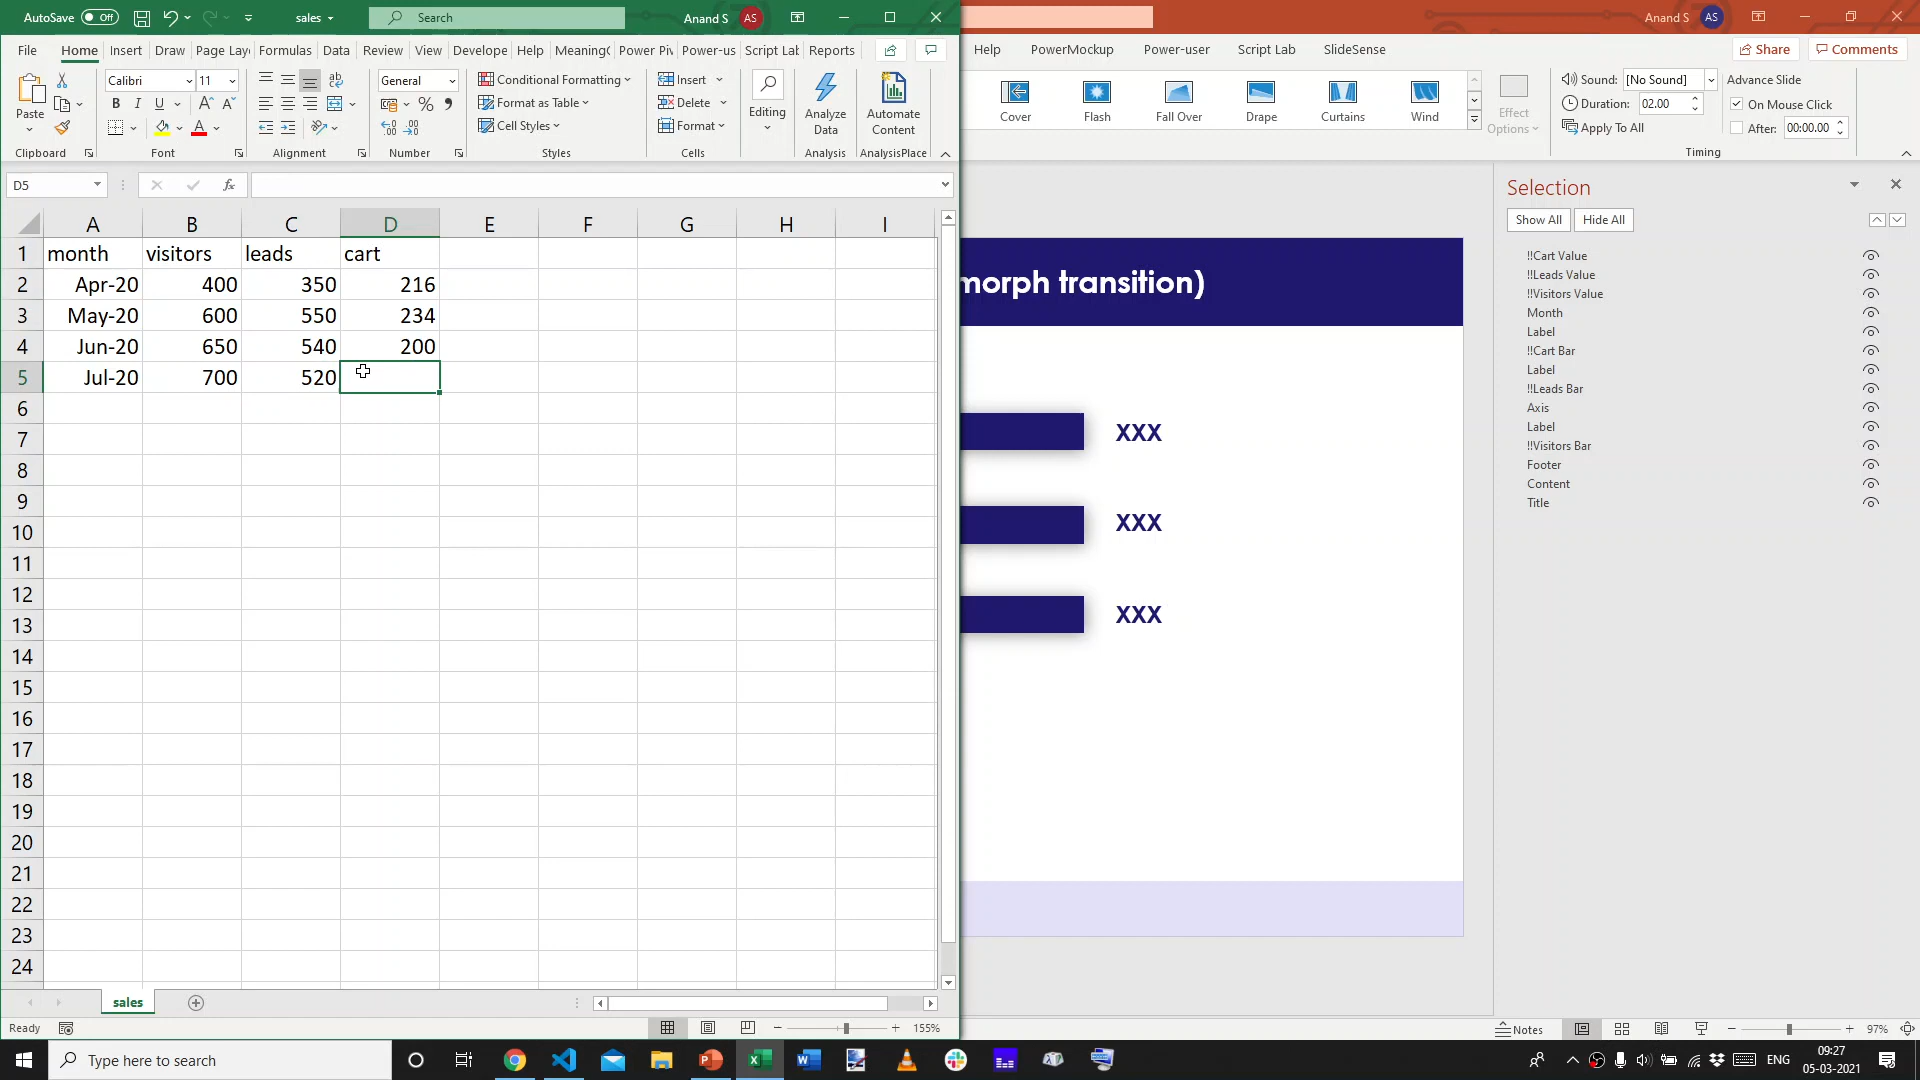 AutoSave Off sales Search Anand S AS
File Home Insert Draw Page Lay Formulas Data Review View Develope Help Meaning Power Piv Power-us Script Lab Reports
Paste
Clipboard
Calibri 11
B I U
Font
ab
Alignment
General
% 9
Number
Conditional Formatting
Format as Table
Cell Styles
Styles
Insert
Delete
Format
Cells
Editing
Analyze
Data
Analysis
Automate
Content
AnalysisPlace
D5 fx
A B C D E F G H I
1 month visitors leads cart
2 Apr-20 400 350 216
3 May-20 600 550 234
4 Jun-20 650 540 200
5 Jul-20 700 520
6
7
8
9
10
11
12
13
14
15
16
17
18
19
20
21
22
23
24
sales
Ready 155%
Anand S AS
Help PowerMockup Power-user Script Lab SlideSense Share Comments
Cover Flash Fall Over Drape Curtains Wind
Effect
Options
Sound: [No Sound]
Duration: 02.00
Apply To All
Advance Slide
On Mouse Click
After: 00:00.00
Timing
morph transition)
XXX
XXX
XXX
Selection
Show All Hide All
!!Cart Value
!!Leads Value
!!Visitors Value
Month
Label
!!Cart Bar
Label
!!Leads Bar
Axis
Label
!!Visitors Bar
Footer
Content
Title
Notes 97%
Type here to search
ENG
09:27
05-03-2021